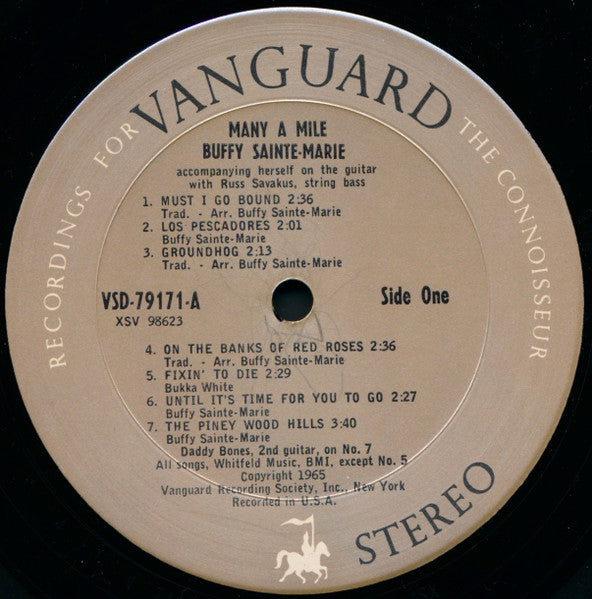 RECORDINGS FOR VANGUARD THE CONNOISSEUR
MANY A MILE
BUFFY SAINTE-MARIE
accompanying herself on the guitar
with Russ Savakus, string bass
1. MUST I GO BOUND 2:36
Trad. - Arr. Buffy Sainte-Marie
2. LOS PESCADORES 2:01
Buffy Sainte-Marie
3. GROUNDHOG 2:13
Trad. - Arr. Buffy Sainte-Marie
VSD-79171-A Side One
XSV 98623
4. ON THE BANKS OF RED ROSES 2:36
Trad. - Arr. Buffy Sainte-Marie
5. FIXIN' TO DIE 2:29
Bukka White
6. UNTIL IT'S TIME FOR YOU TO GO 2:27
Buffy Sainte-Marie
7. THE PINEY WOOD HILLS 3:40
Buffy Sainte-Marie
Daddy Bones, 2nd guitar, on No. 7
All songs, Whitfeld Music, BMI, except No. 5
Copyright 1965
Vanguard Recording Society, Inc., New York
Recorded in U.S.A.
STEREO